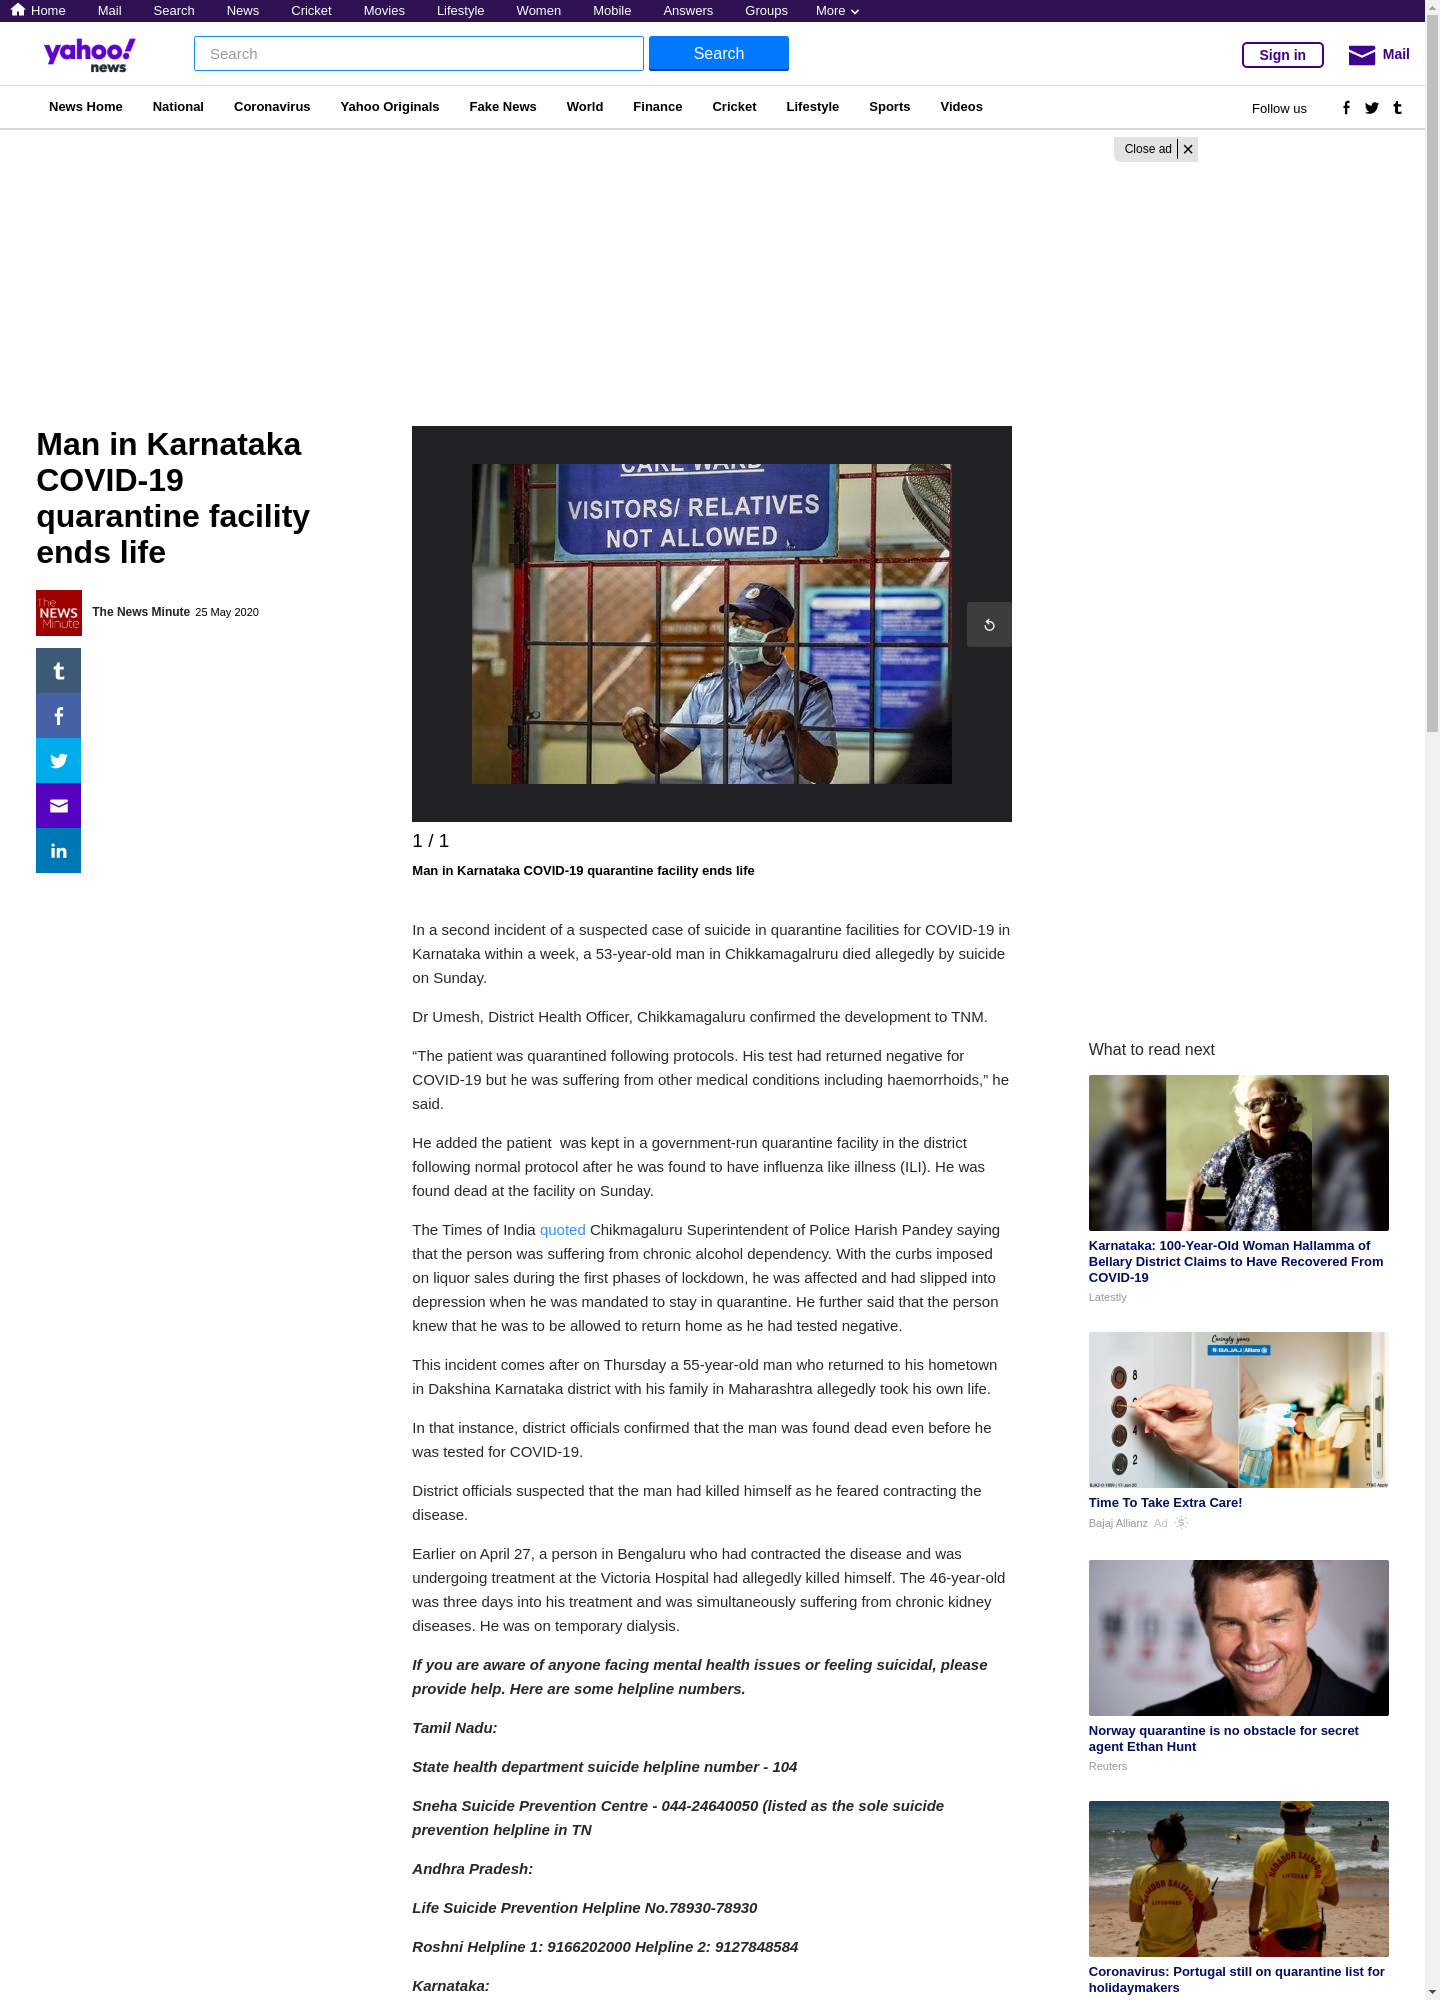 Home Mail Search News Cricket Movies Lifestyle Women Mobile Answers Groups More
yahoo!
news
Search
Search
Sign in
Mail
News Home National Coronavirus Yahoo Originals Fake News World Finance Cricket Lifestyle Sports Videos
Follow us
Close ad
Man in Karnataka
COVID-19
quarantine facility
ends life
The
NEWS
Minute
The News Minute 25 May 2020
CARE WARD
VISITORS/ RELATIVES
NOT ALLOWED
1 / 1
Man in Karnataka COVID-19 quarantine facility ends life
In a second incident of a suspected case of suicide in quarantine facilities for COVID-19 in
Karnataka within a week, a 53-year-old man in Chikkamagalruru died allegedly by suicide
on Sunday.
Dr Umesh, District Health Officer, Chikkamagaluru confirmed the development to TNM.
“The patient was quarantined following protocols. His test had returned negative for
COVID-19 but he was suffering from other medical conditions including haemorrhoids,” he
said.
He added the patient  was kept in a government-run quarantine facility in the district
following normal protocol after he was found to have influenza like illness (ILI). He was
found dead at the facility on Sunday.
The Times of India quoted Chikmagaluru Superintendent of Police Harish Pandey saying
that the person was suffering from chronic alcohol dependency. With the curbs imposed
on liquor sales during the first phases of lockdown, he was affected and had slipped into
depression when he was mandated to stay in quarantine. He further said that the person
knew that he was to be allowed to return home as he had tested negative.
This incident comes after on Thursday a 55-year-old man who returned to his hometown
in Dakshina Karnataka district with his family in Maharashtra allegedly took his own life.
In that instance, district officials confirmed that the man was found dead even before he
was tested for COVID-19.
District officials suspected that the man had killed himself as he feared contracting the
disease.
Earlier on April 27, a person in Bengaluru who had contracted the disease and was
undergoing treatment at the Victoria Hospital had allegedly killed himself. The 46-year-old
was three days into his treatment and was simultaneously suffering from chronic kidney
diseases. He was on temporary dialysis.
If you are aware of anyone facing mental health issues or feeling suicidal, please
provide help. Here are some helpline numbers.
Tamil Nadu:
State health department suicide helpline number - 104
Sneha Suicide Prevention Centre - 044-24640050 (listed as the sole suicide
prevention helpline in TN
Andhra Pradesh:
Life Suicide Prevention Helpline No.78930-78930
Roshni Helpline 1: 9166202000 Helpline 2: 9127848584
Karnataka:
What to read next
Karnataka: 100-Year-Old Woman Hallamma of
Bellary District Claims to Have Recovered From
COVID-19
Latestly
Caringly yours
BAJAJ Allianz
8
4
2
Time To Take Extra Care!
Bajaj Allianz Ad
Norway quarantine is no obstacle for secret
agent Ethan Hunt
Reuters
NADADOR SALVADOR
LIFEGUARD
NADADOR SALVADOR
LIFEGUARD
Coronavirus: Portugal still on quarantine list for
holidaymakers